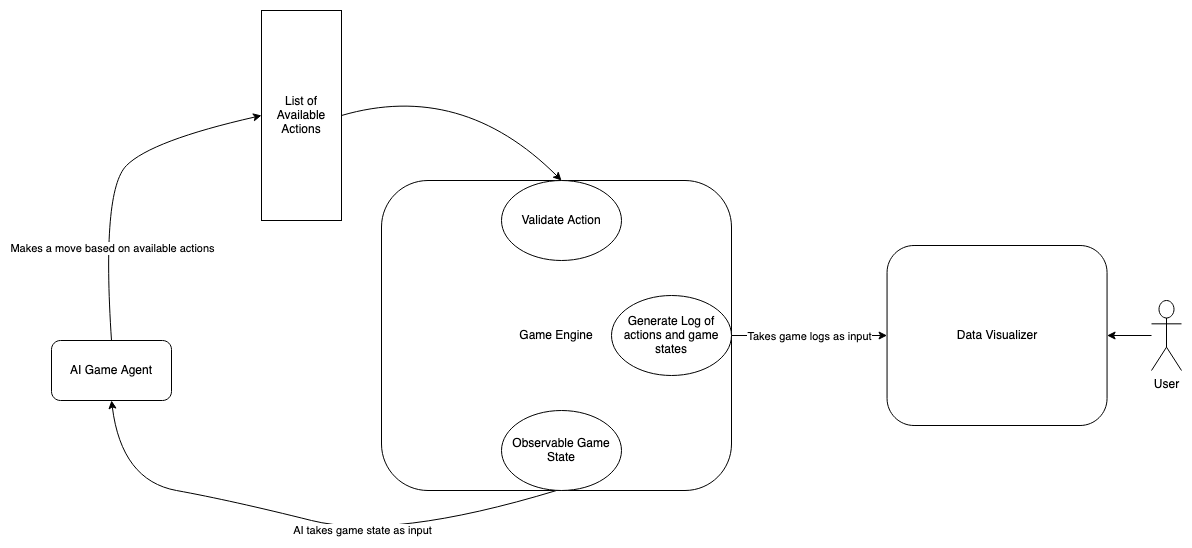 List of
Available
Actions
Validate Action
Makes a move based on available actions
Game Engine
Generate Log of
actions and game
states
Takes game logs as input
Data Visualizer
User
AI Game Agent
Observable Game
State
AI takes game state as input